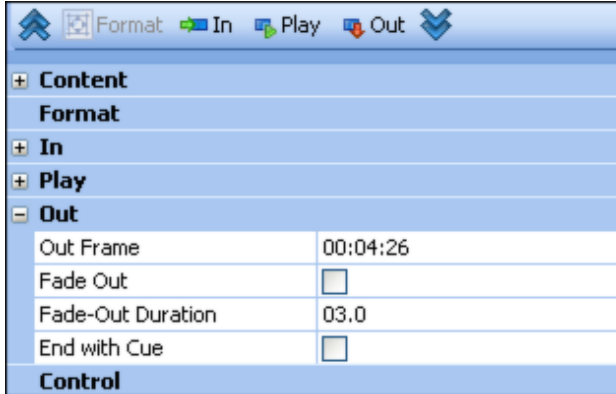 Format In Play Out
Content
Format
In
Play
Out
Out Frame 00:04:26
Fade Out
Fade-Out Duration 03.0
End with Cue
Control